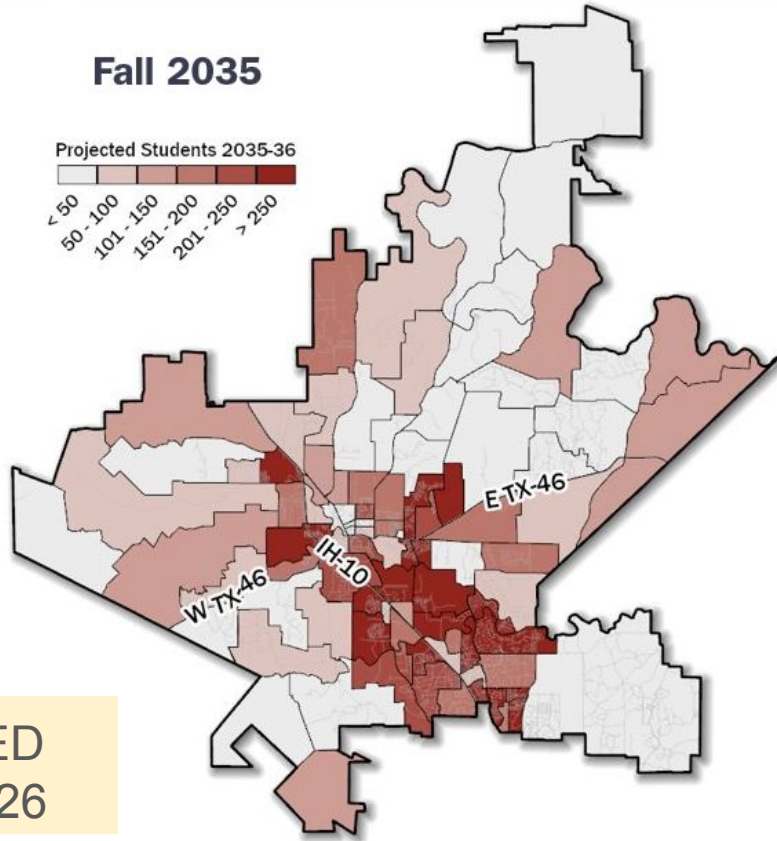 Fall 2035
Projected Students 2035-36
< 50
50 - 100
101 - 150
151 - 200
201 - 250
> 250
E TX-46
IH-10
W TX-46
ED
26